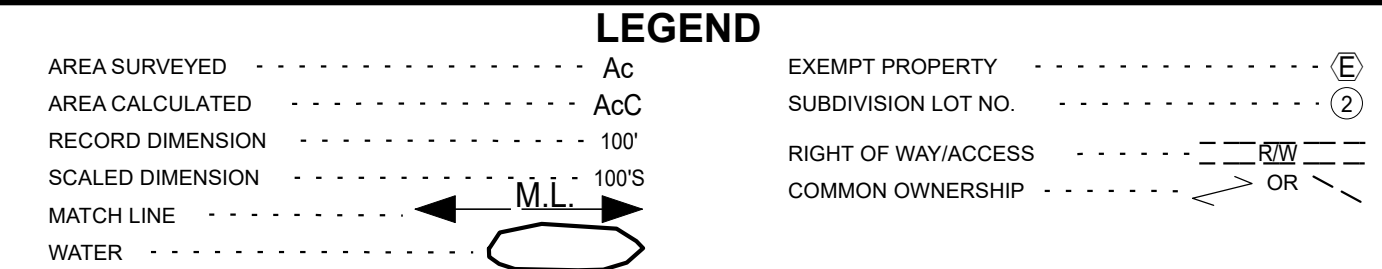 LEGEND
AREA SURVEYED - - - - - - - - - - - - - - - - - Ac
AREA CALCULATED - - - - - - - - - - - - - - - AcC
RECORD DIMENSION - - - - - - - - - - - - - - - 100'
SCALED DIMENSION - - - - - - - - - - - - - - - 100'S
MATCH LINE - - - - - - - - - - M.L.
WATER - - - - - - - - - - - - - - - - -
EXEMPT PROPERTY - - - - - - - - - - - - - - - E
SUBDIVISION LOT NO. - - - - - - - - - - - - - - 2
RIGHT OF WAY/ACCESS - - - - - - R/W
COMMON OWNERSHIP - - - - - - - OR